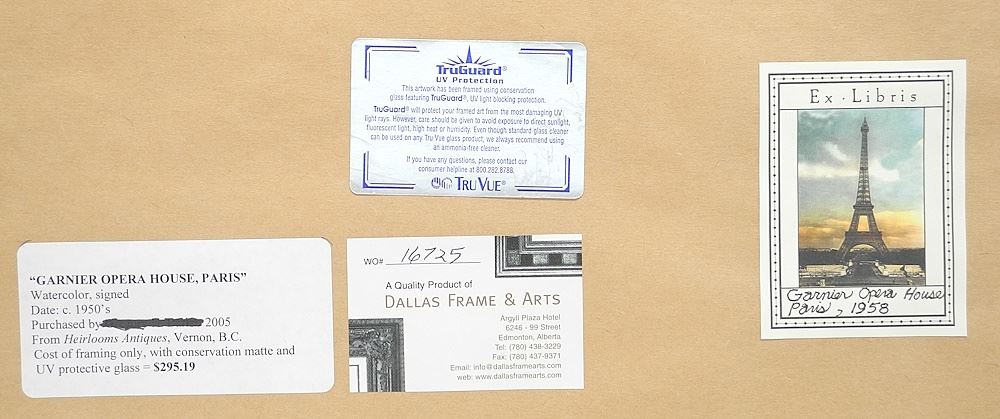 TruGuard®
UV Protection
This artwork has been framed using conservation
glass featuring TruGuard®, UV light blocking protection.
TruGuard® will protect your framed art from the most damaging UV
light rays. However, care should be given to avoid exposure to direct sunlight,
fluorescent light, high heat or humidity. Even though standard glass cleaner
can be used on any Tru Vue glass product, we always recommend using
an ammonia-free cleaner.
If you have any questions, please contact our
consumer helpline at 800.282.8788.
TRU VUE®
Ex·Libris
Garnier Opera House
Paris, 1958
"GARNIER OPERA HOUSE, PARIS"
Watercolor, signed
Date: c. 1950`s
Purchased by 2005
From Heirlooms Antiques, Vernon, B.C.
Cost of framing only, with conservation matte and
UV protective glass = $295.19
WO# 16725
A Quality Product of
DALLAS FRAME & ARTS
Argyll Plaza Hotel
6246 - 99 Street
Edmonton, Alberta
Tel: (780) 438-3229
Fax: (780) 437-9371
Email: info@dallasframearts.com
web: www.dallasframearts.com